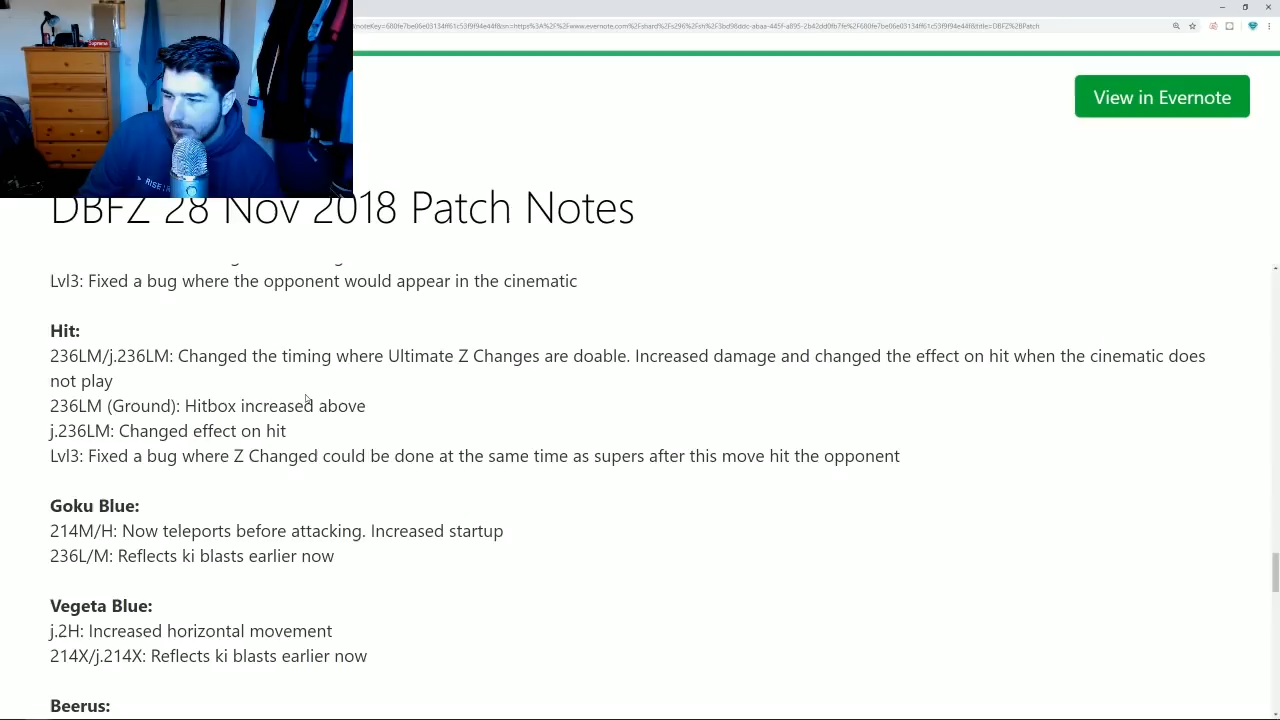 View in Evernote
DBFZ 28 Nov 2018 Patch Notes
Lvl3: Fixed a bug where the opponent would appear in the cinematic
Hit:
236LM/j.236LM: Changed the timing where Ultimate Z Changes are doable. Increased damage and changed the effect on hit when the cinematic does
not play
236LM (Ground): Hitbox increased above
j.236LM: Changed effect on hit
Lvl3: Fixed a bug where Z Changed could be done at the same time as supers after this move hit the opponent
Goku Blue:
214M/H: Now teleports before attacking. Increased startup
236L/M: Reflects ki blasts earlier now
Vegeta Blue:
j.2H: Increased horizontal movement
214X/j.214X: Reflects ki blasts earlier now
Beerus: